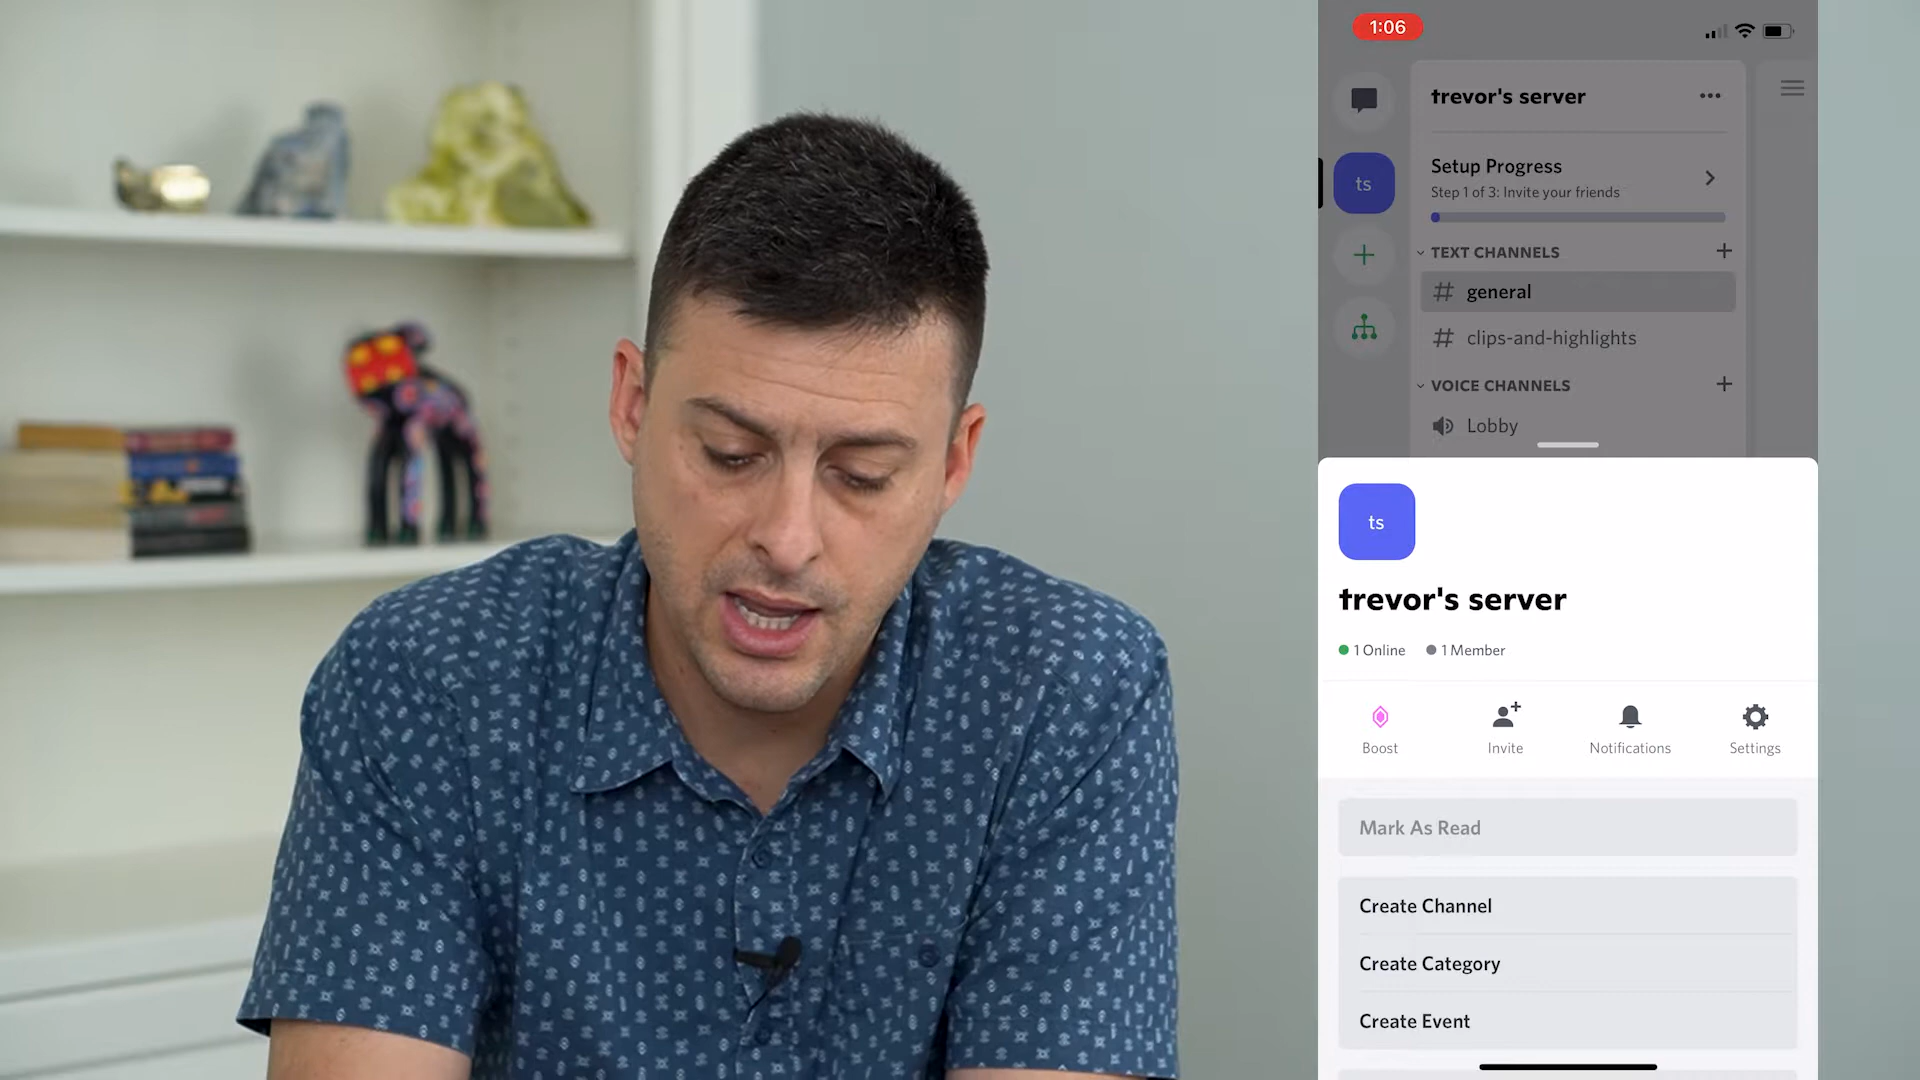 1:06
trevor's server
ts
Setup Progress
Step 1 of 3: Invite your friends
TEXT CHANNELS
# general
# clips-and-highlights
VOICE CHANNELS
Lobby
ts
trevor's server
1 Online 1 Member
Boost Invite Notifications Settings
Mark As Read
Create Channel
Create Category
Create Event